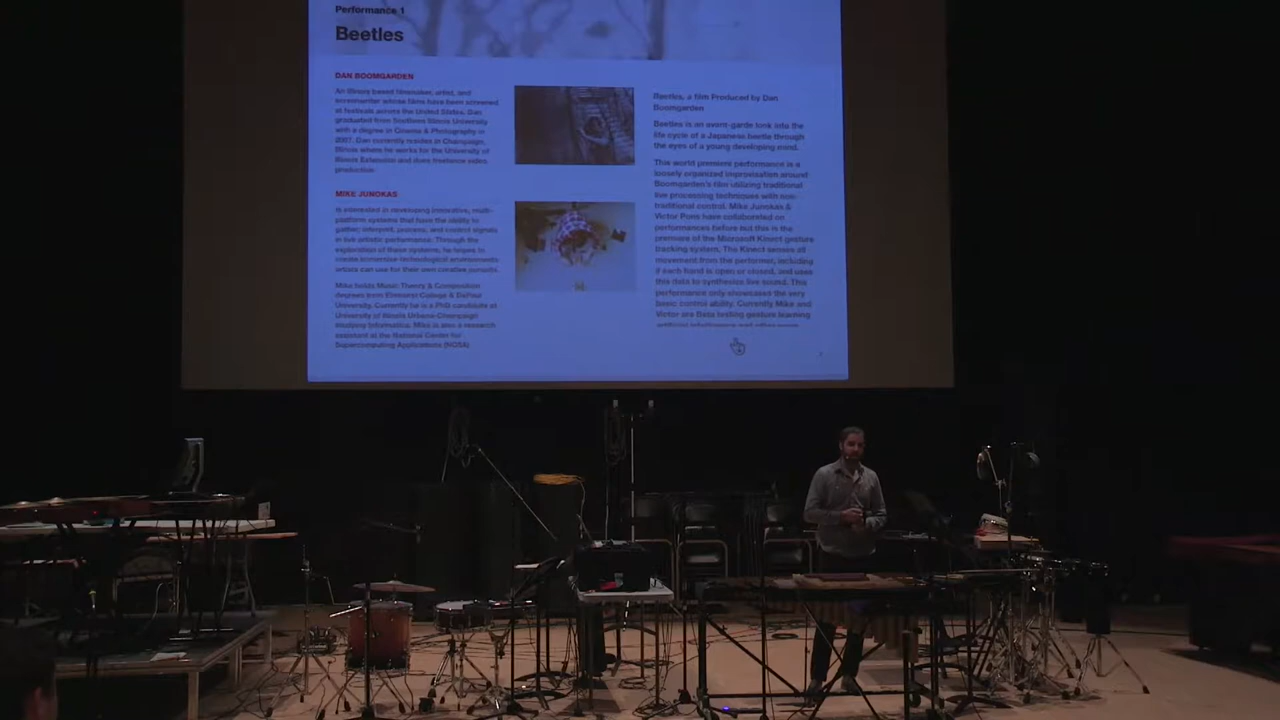 Performance 1
Beetles
DAN BOOMGARDEN
An Illinois based filmmaker, artist, and
screenwriter whose films have been screened
at festivals across the United States. Dan
graduated from Southern Illinois University
with a degree in Cinema & Photography in
2007. Dan currently resides in Champaign,
Illinois where he works for the University of
Illinois Extension and does freelance video
production.
MIKE JUNOKAS
is interested in developing innovative, multi-
platform systems that have the ability to
gather, interpret, process, and control signals
in live artistic performance. Through the
exploration of these systems, he hopes to
create immersive technological environments
artists can use for their own creative pursuits.
Mike holds Music Theory & Composition
degrees from Elmhurst College & DePaul
University. Currently he is a PhD candidate at
University of Illinois Urbana-Champaign
studying Informatics. Mike is also a research
assistant at the National Center for
Supercomputing Applications (NCSA)
Beetles, a film Produced by Dan
Boomgarden
Beetles is an avant-garde look into the
life cycle of a Japanese beetle through
the eyes of a young developing mind.
This world premiere performance is a
loosely organized improvisation around
Boomgarden's film utilizing traditional
live processing techniques with non-
traditional control. Mike Junokas &
Victor Pons have collaborated on
performances before but this is the
premiere of the Microsoft Kinect gesture
tracking system. The Kinect senses all
movement from the performer, including
if each hand is open or closed, and uses
this data to synthesize live sound. This
performance only showcases the very
basic control ability. Currently Mike and
Victor are Beta testing gesture learning